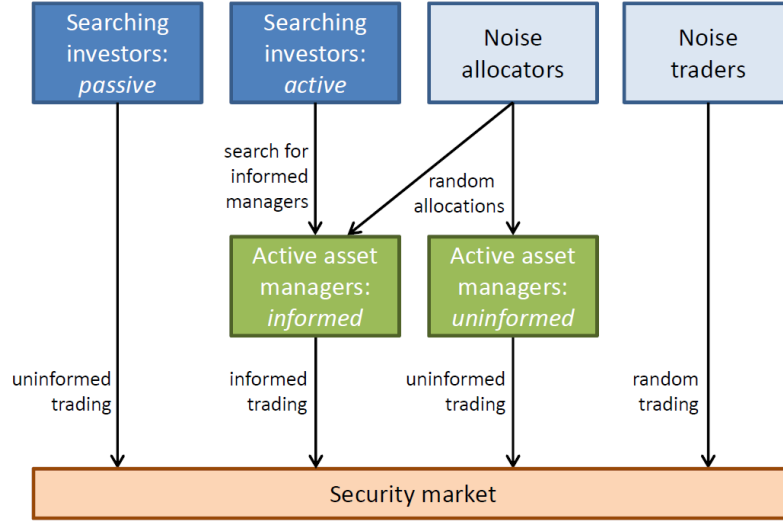 Searching
investors:
passive
Searching
investors:
active
Noise
allocators
Noise
traders
search for
informed
managers
random
allocations
Active asset
managers:
informed
Active asset
managers:
uninformed
uninformed
trading
informed
trading
uninformed
trading
random
trading
Security market